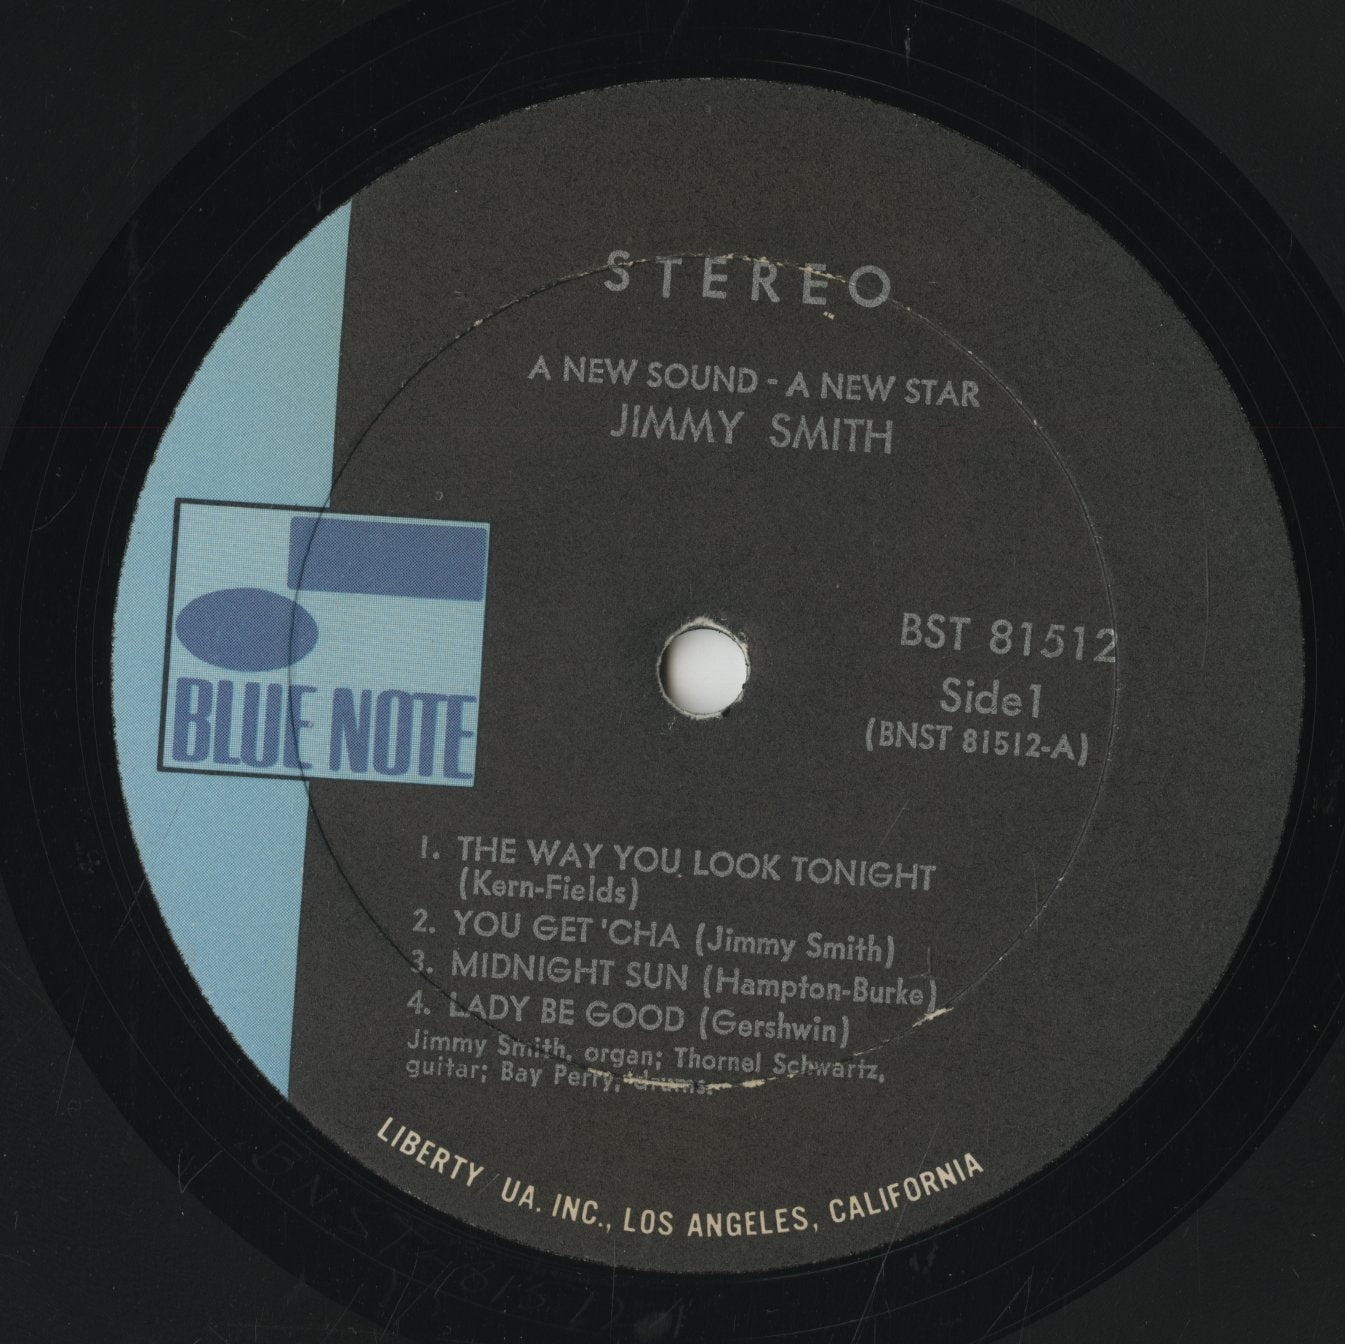 STEREO
A NEW SOUND - A NEW STAR
JIMMY SMITH
BLUE NOTE
BST 81512
Side 1
(BNST 81512-A)
1. THE WAY YOU LOOK TONIGHT
(Kern-Fields)
2. YOU GET 'CHA (Jimmy Smith)
3. MIDNIGHT SUN (Hampton-Burke)
4. LADY BE GOOD (Gershwin)
Jimmy Smith, organ; Thornel Schwartz,
guitar; Bay Perry, drums.
LIBERTY UA. INC., LOS ANGELES, CALIFORNIA